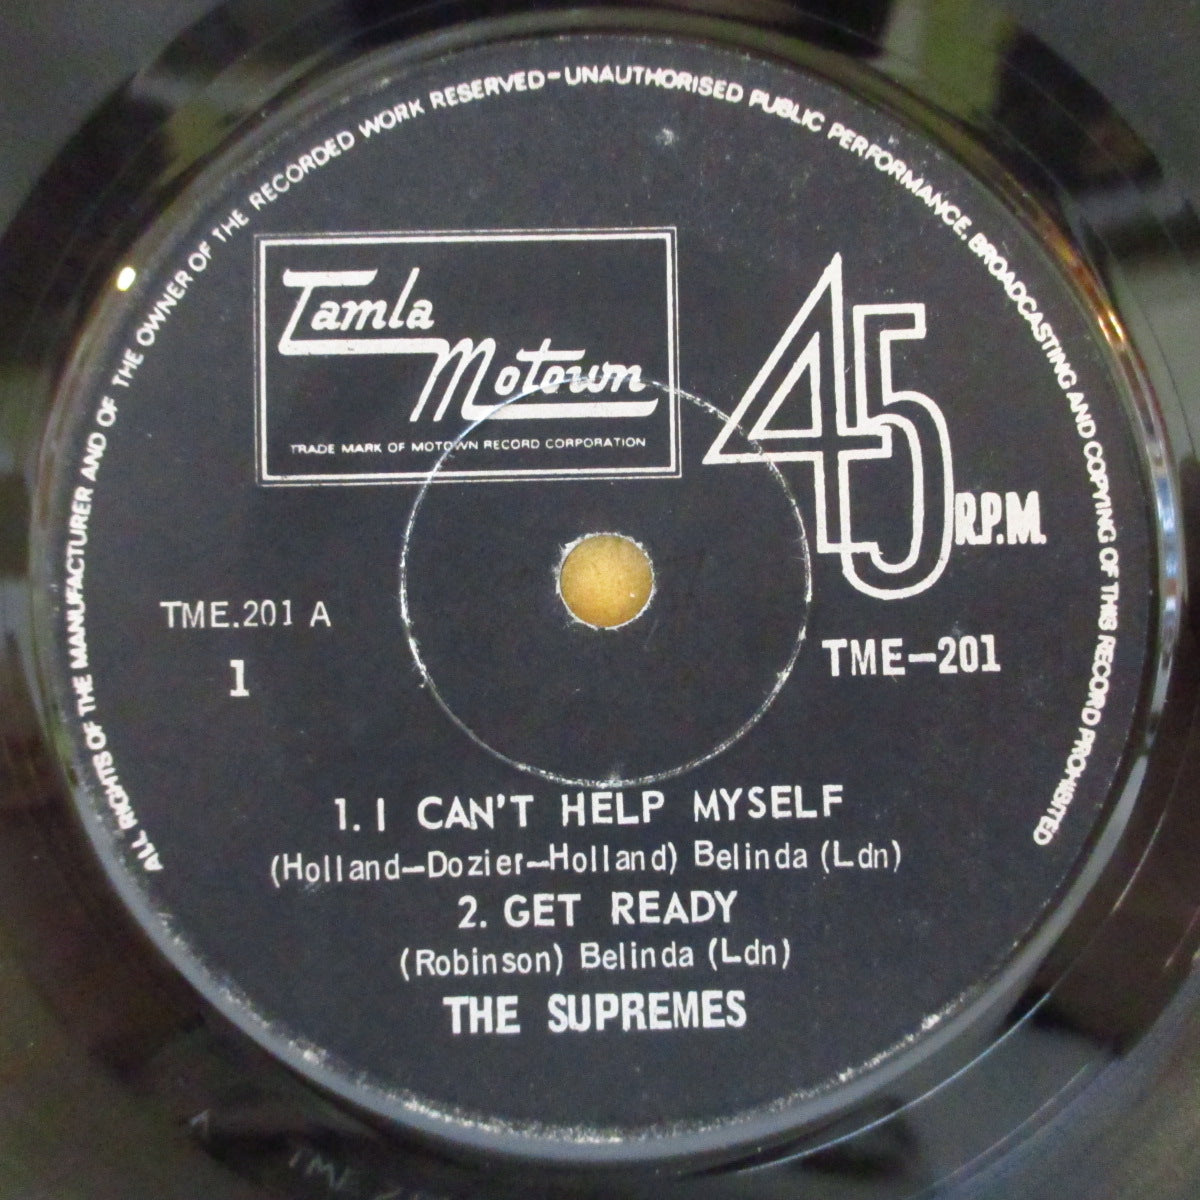 ALL RIGHTS OF THE MANUFACTURER AND OF THE OWNER OF THE RECORDED WORK RESERVED–UNAUTHORISED PUBLIC PERFORMANCE, BROADCASTING AND COPYING OF THIS RECORD PROHIBITED
Tamla
Motown
TRADE MARK OF MOTOWN RECORD CORPORATION
45
R.P.M.
TME.201 A
1
TME–201
1. I CAN'T HELP MYSELF
(Holland–Dozier–Holland) Belinda (Ldn)
2. GET READY
(Robinson) Belinda (Ldn)
THE SUPREMES
TME